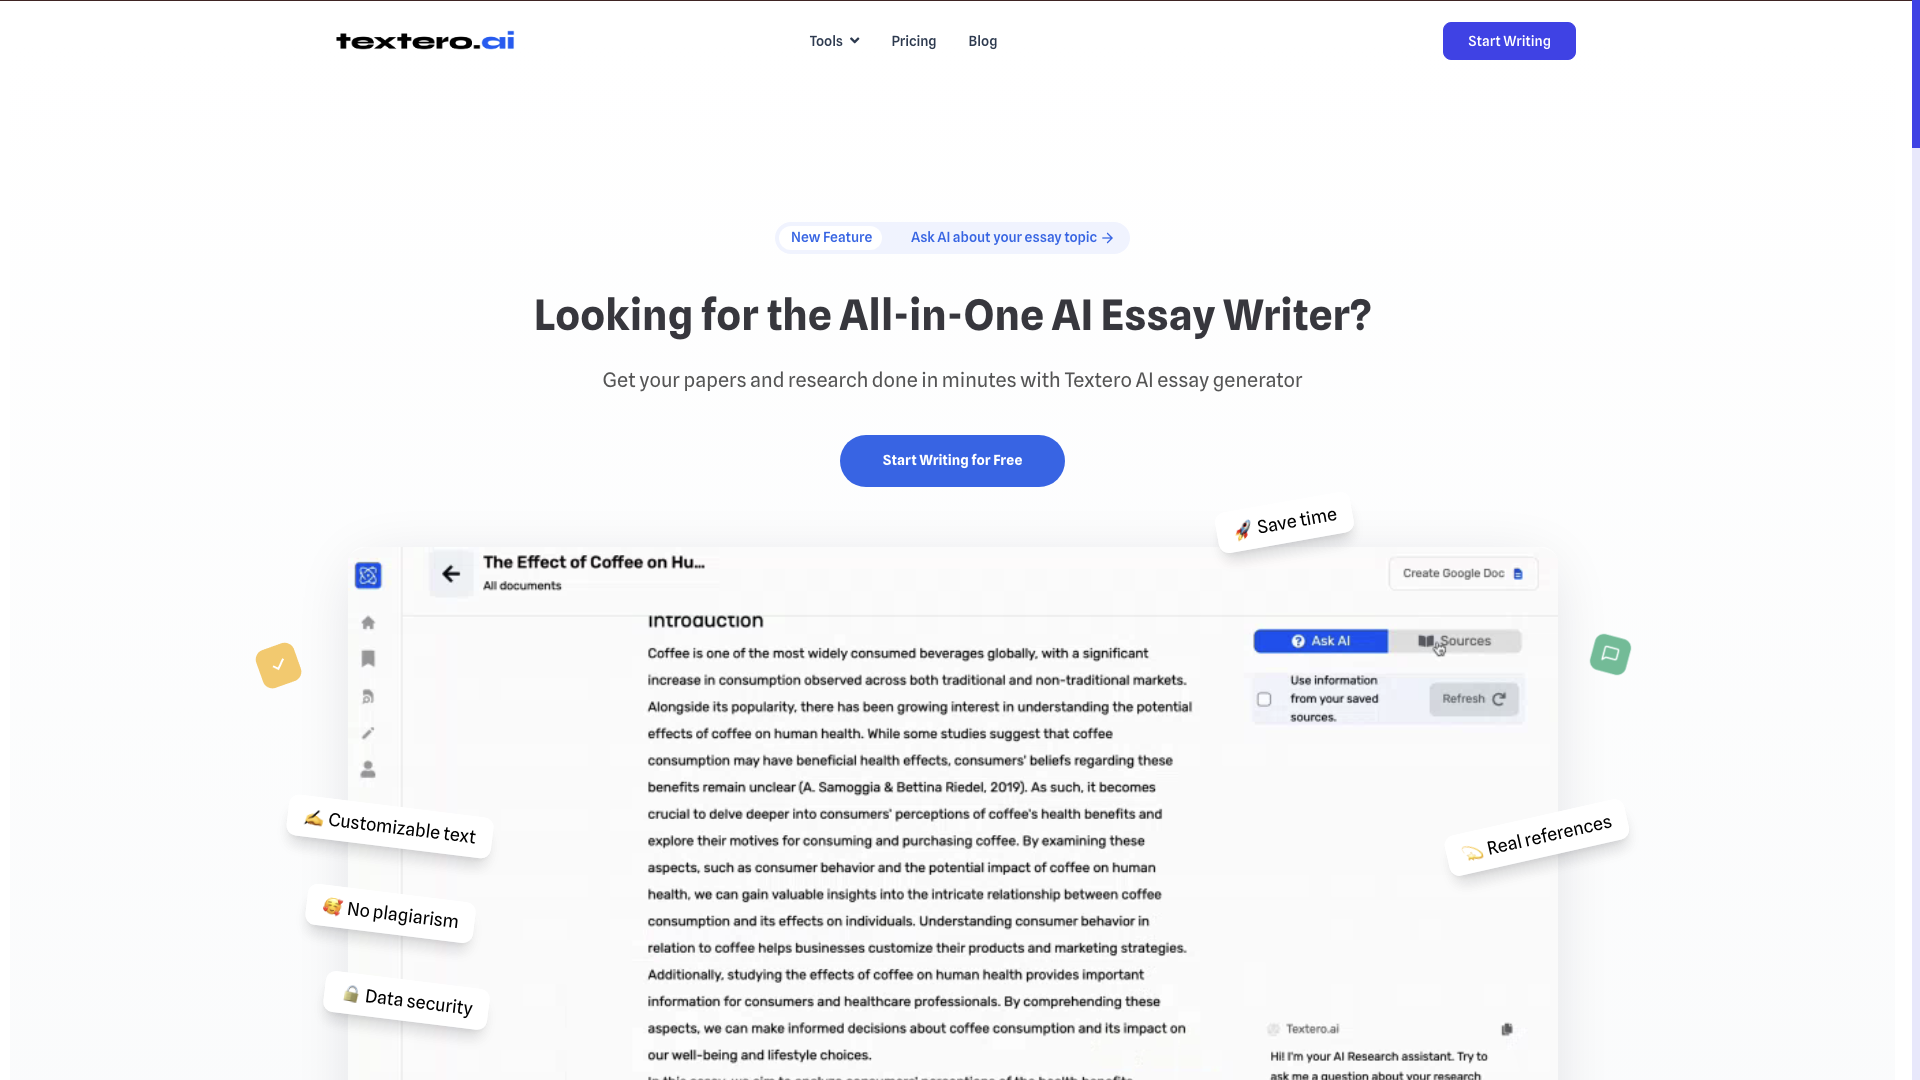 textero.ai
Tools
Pricing
Blog
Start Writing
New Feature
Ask AI about your essay topic →
Looking for the All-in-One AI Essay Writer?
Get your papers and research done in minutes with Textero AI essay generator
Start Writing for Free
🚀 Save time
The Effect of Coffee on Hu...
All documents
Create Google Doc
Introduction
Coffee is one of the most widely consumed beverages globally, with a significant
increase in consumption observed across both traditional and non-traditional markets.
Alongside its popularity, there has been growing interest in understanding the potential
effects of coffee on human health. While some studies suggest that coffee
consumption may have beneficial health effects, consumers' beliefs regarding these
benefits remain unclear (A. Samoggia & Bettina Riedel, 2019). As such, it becomes
crucial to delve deeper into consumers' perceptions of coffee's health benefits and
explore their motives for consuming and purchasing coffee. By examining these
aspects, such as consumer behavior and the potential impact of coffee on human
health, we can gain valuable insights into the intricate relationship between coffee
consumption and its effects on individuals. Understanding consumer behavior in
relation to coffee helps businesses customize their products and marketing strategies.
Additionally, studying the effects of coffee on human health provides important
information for consumers and healthcare professionals. By comprehending these
aspects, we can make informed decisions about coffee consumption and its impact on
our well-being and lifestyle choices.
In this essay, we aim to analyze consumers' perceptions of the health benefits
Ask AI
Sources
Use information
from your saved
sources.
Refresh
✍️ Customizable text
🥰 No plagiarism
🔒 Data security
💫 Real references
Textero.ai
Hi! I'm your AI Research assistant. Try to
ask me a question about your research